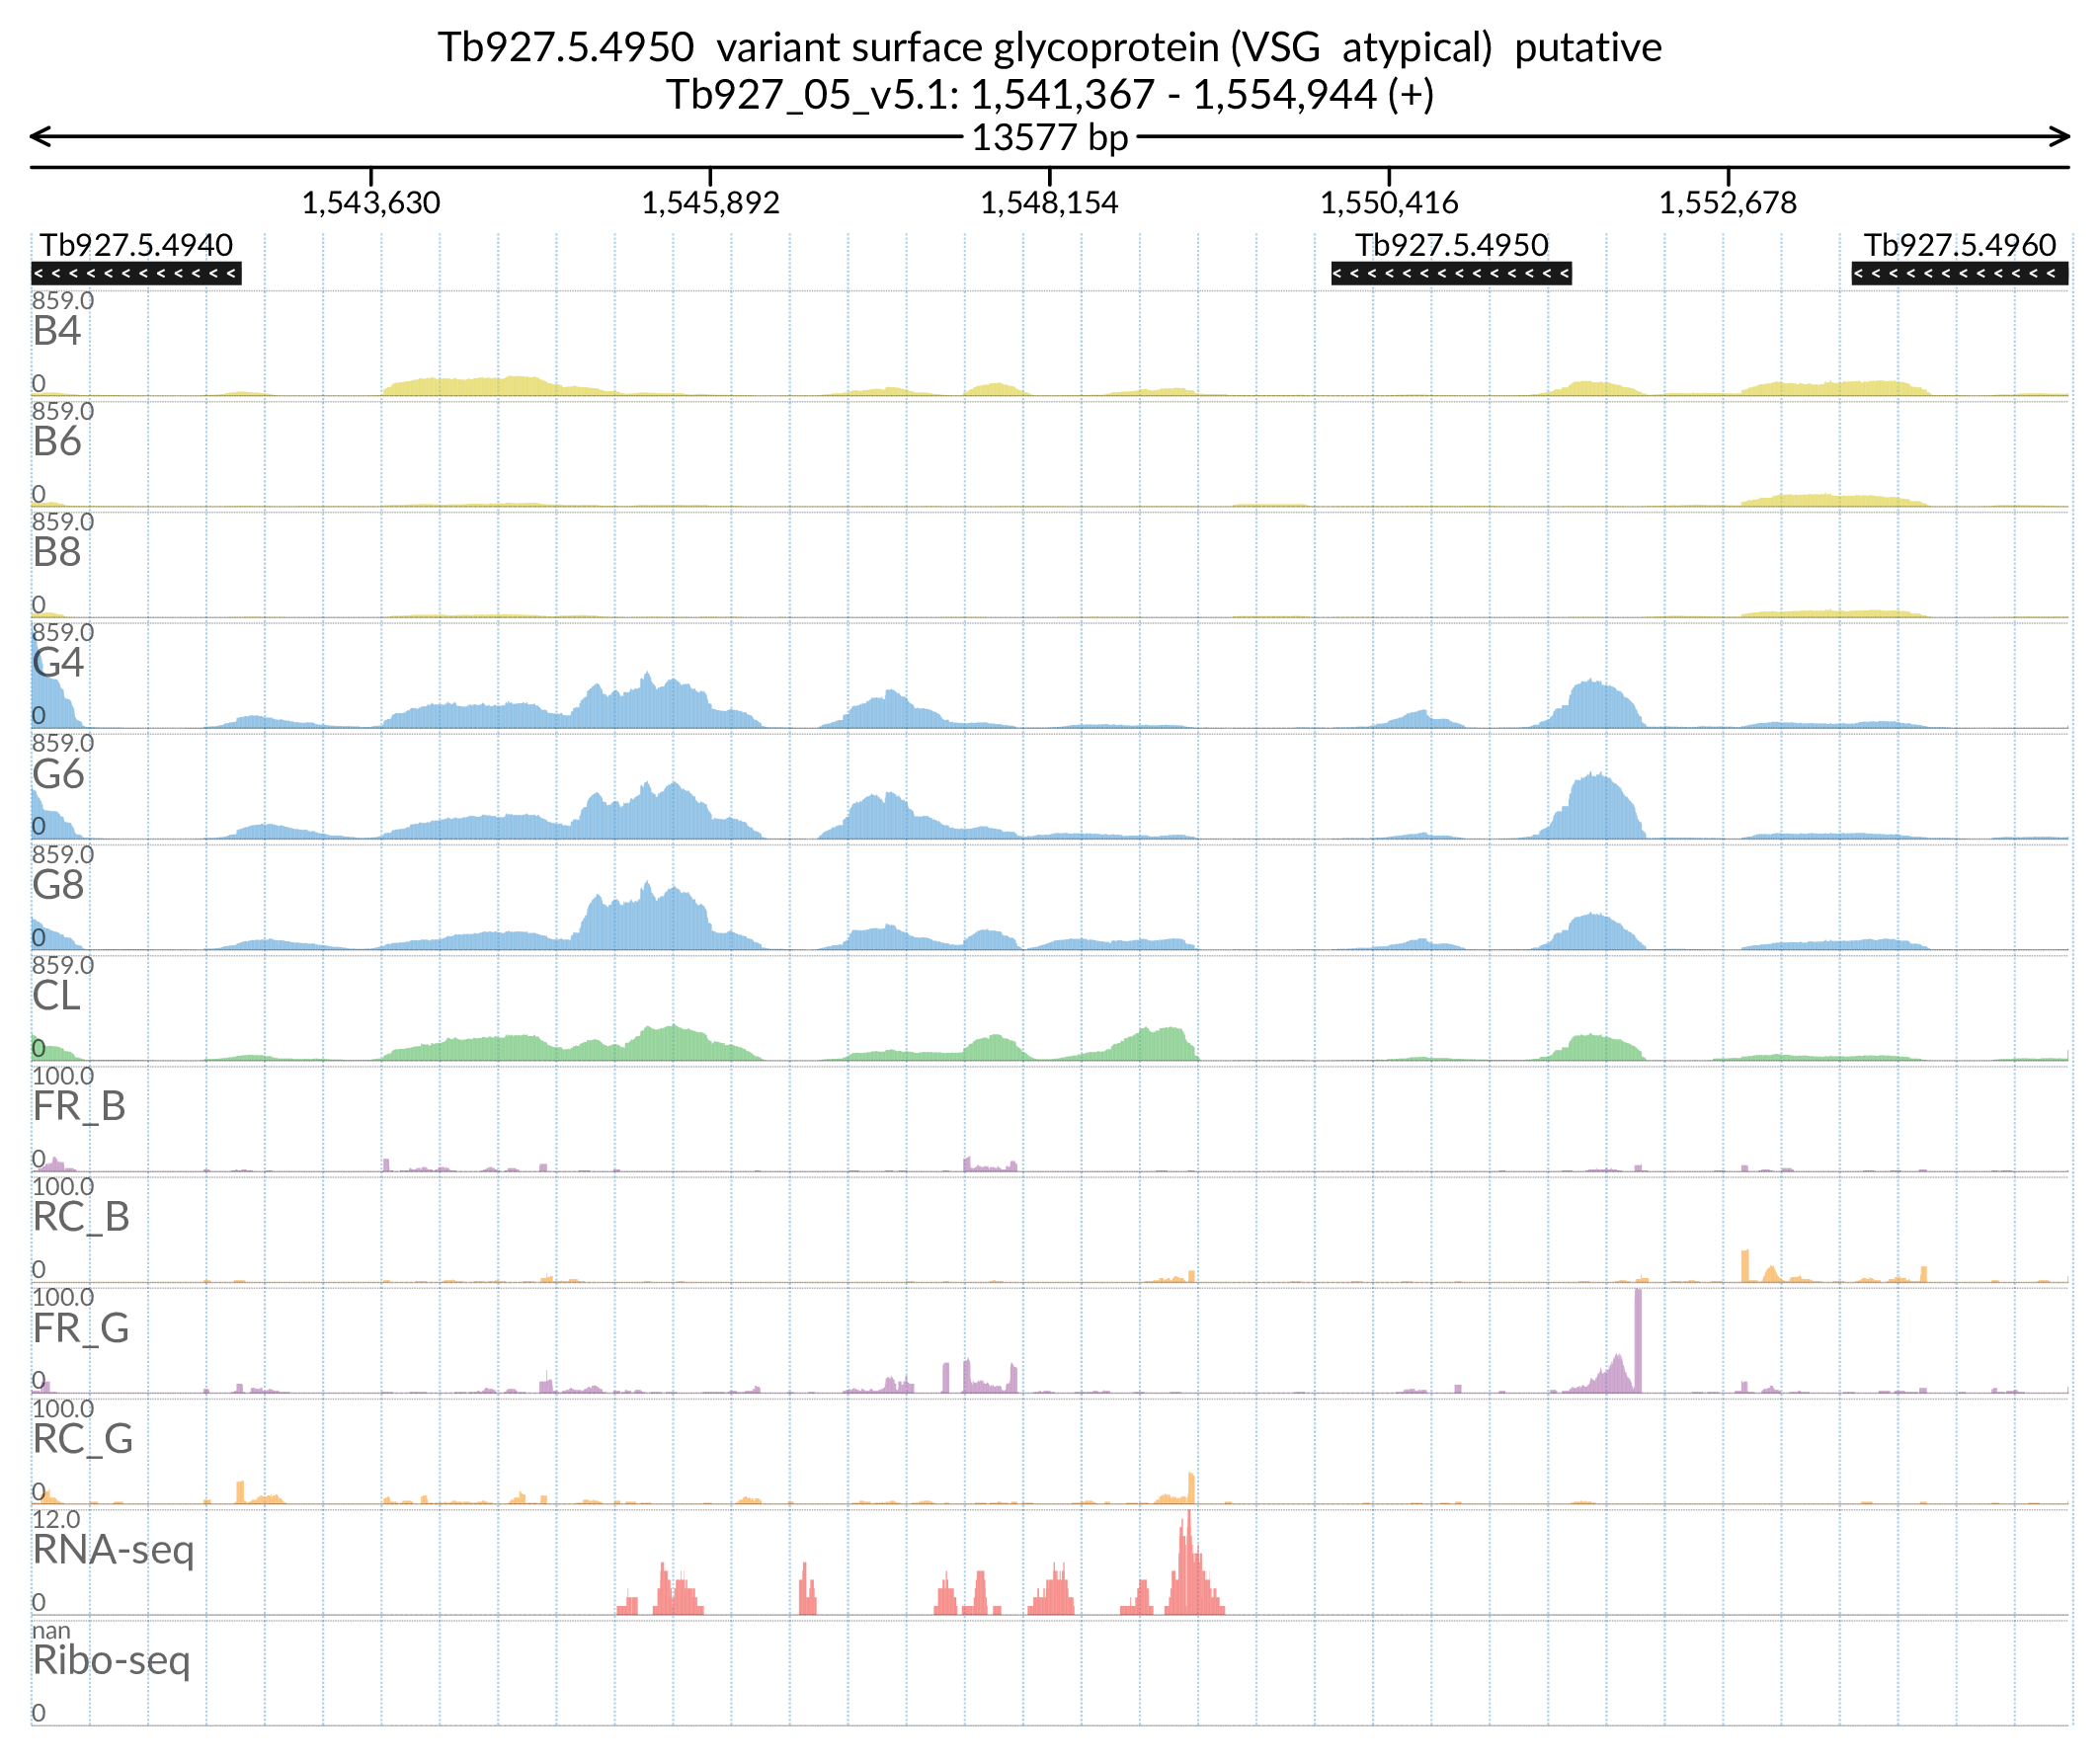 Tb927.5.4950  variant surface glycoprotein (VSG  atypical)  putative
Tb927_05_v5.1: 1,541,367 - 1,554,944 (+)
13577 bp
1,543,630 1,545,892 1,548,154 1,550,416 1,552,678
Tb927.5.4940 Tb927.5.4950 Tb927.5.4960
859.0
B4
0
859.0
B6
0
859.0
B8
0
859.0
G4
0
859.0
G6
0
859.0
G8
0
859.0
CL
0
100.0
FR_B
0
100.0
RC_B
0
100.0
FR_G
0
100.0
RC_G
0
12.0
RNA-seq
0
nan
Ribo-seq
0